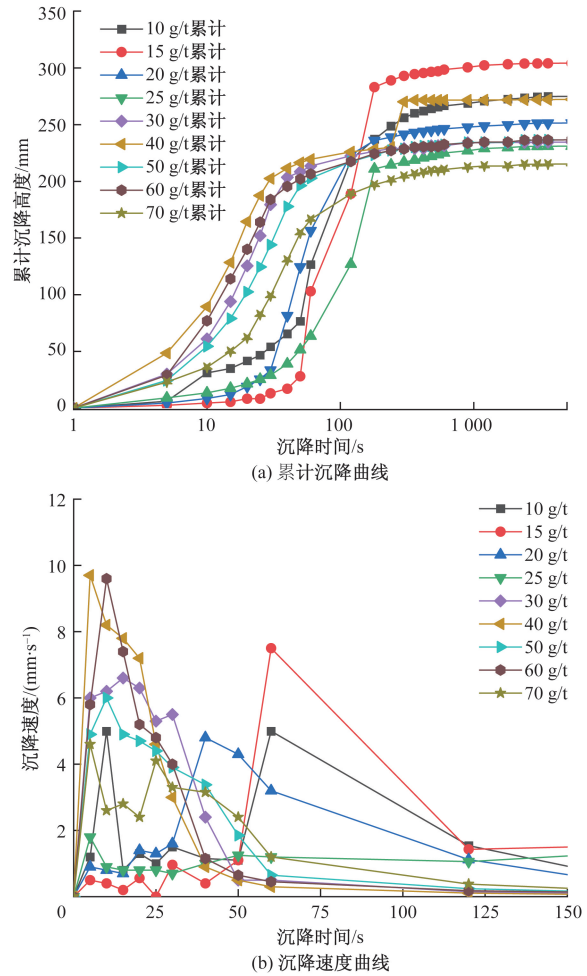 350
300
250
200
150
100
50
0
累计沉降高度/mm
10 g/t累计
15 g/t累计
20 g/t累计
25 g/t累计
30 g/t累计
40 g/t累计
50 g/t累计
60 g/t累计
70 g/t累计
1
10
100
1 000
沉降时间/s
(a) 累计沉降曲线
12
10
8
6
4
2
0
沉降速度/(mm·s⁻¹)
10 g/t
15 g/t
20 g/t
25 g/t
30 g/t
40 g/t
50 g/t
60 g/t
70 g/t
25
50
75
100
125
150
沉降时间/s
(b) 沉降速度曲线